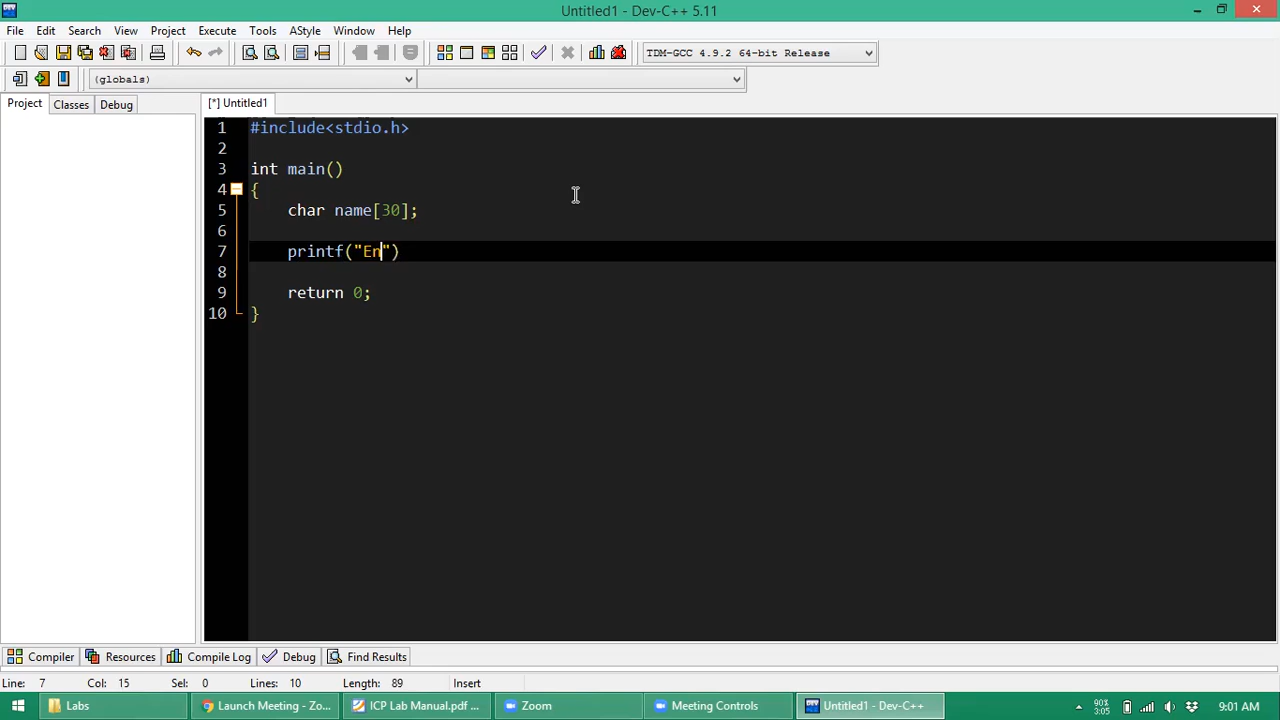 Untitled1 - Dev-C++ 5.11
File Edit Search View Project Execute Tools AStyle Window Help
TDM-GCC 4.9.2 64-bit Release
(globals)
Project Classes Debug [*] Untitled1
1 #include<stdio.h>
2
3 int main()
4 {
5 char name[30];
6
7 printf("En")
8
9 return 0;
10 }
Compiler Resources Compile Log Debug Find Results
Line: 7 Col: 15 Sel: 0 Lines: 10 Length: 89 Insert
Labs Launch Meeting - Zo... ICP Lab Manual.pdf ... Zoom Meeting Controls Untitled1 - Dev-C++ 90% 3:05 9:01 AM